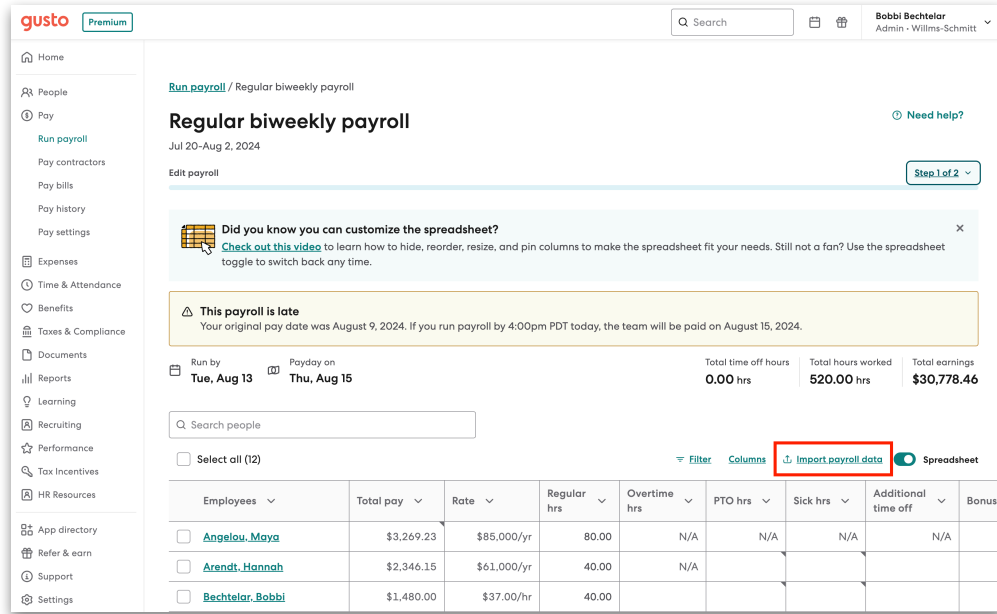 gusto
Premium
Search
Bobbi Bechtelar
Admin • Willms-Schmitt
Home
People
Pay
Run payroll
Pay contractors
Pay bills
Pay history
Pay settings
Expenses
Time & Attendance
Benefits
Taxes & Compliance
Documents
Reports
Learning
Recruiting
Performance
Tax Incentives
HR Resources
App directory
Refer & earn
Support
Settings
Run payroll / Regular biweekly payroll
Regular biweekly payroll
Need help?
Jul 20-Aug 2, 2024
Edit payroll
Step 1 of 2
Did you know you can customize the spreadsheet?
Check out this video to learn how to hide, reorder, resize, and pin columns to make the spreadsheet fit your needs. Still not a fan? Use the spreadsheet
toggle to switch back any time.
This payroll is late
Your original pay date was August 9, 2024. If you run payroll by 4:00pm PDT today, the team will be paid on August 15, 2024.
Run by
Tue, Aug 13
Payday on
Thu, Aug 15
Total time off hours
0.00 hrs
Total hours worked
520.00 hrs
Total earnings
$30,778.46
Search people
Select all (12)
Filter
Columns
Import payroll data
Spreadsheet
Employees
Total pay
Rate
Regular
hrs
Overtime
hrs
PTO hrs
Sick hrs
Additional
time off
Bonus
Angelou, Maya $3,269.23 $85,000/yr 80.00 N/A N/A N/A N/A
Arendt, Hannah $2,346.15 $61,000/yr 40.00 N/A
Bechtelar, Bobbi $1,480.00 $37.00/hr 40.00